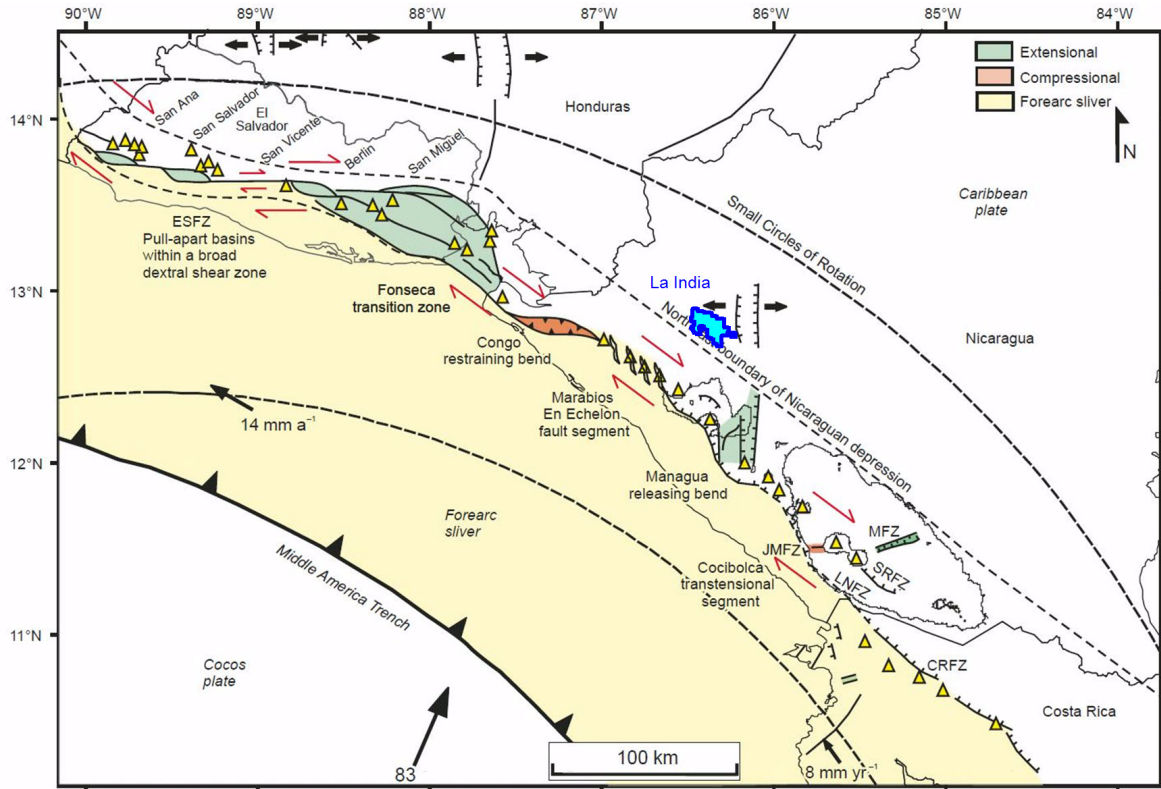 90°W
89°W
88°W
87°W
86°W
85°W
84°W
14°N
13°N
12°N
11°N
Extensional
Compressional
Forearc sliver
N
Honduras
San Ana
San Salvador
El
Salvador
San Vicente
Berlin
San Miguel
Caribbean
plate
Small Circles of Rotation
ESFZ
Pull-apart basins
within a broad
dextral shear zone
Fonseca
transition zone
La India
Nicaragua
Congo
restraining bend
boundary of Nicaraguan depression
Marabios
En Echelon
fault segment
14 mm a⁻¹
Managua
releasing bend
Forearc
sliver
Middle America Trench
MFZ
JMFZ
SRFZ
LNFZ
Cocibolca
transtensional
segment
CRFZ
Cocos
plate
Costa Rica
83
100 km
8 mm yr⁻¹